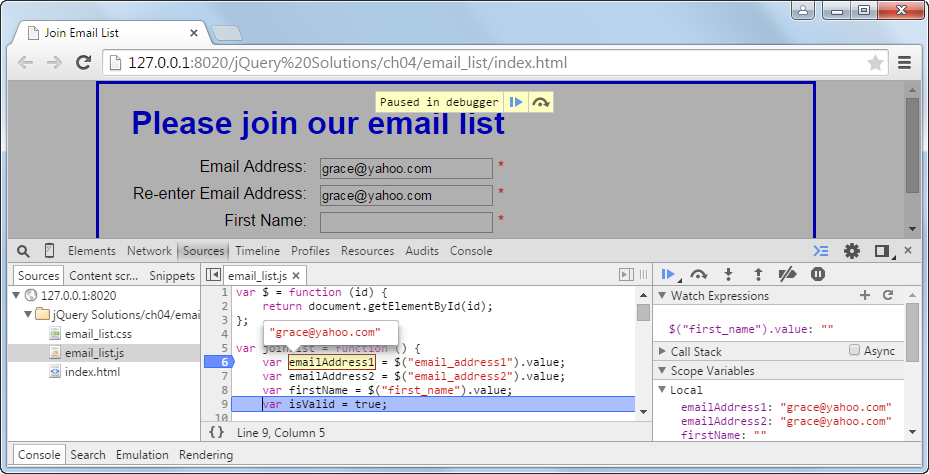 Join Email List
127.0.0.1:8020/jQuery%20Solutions/ch04/email_list/index.html
Paused in debugger
Please join our email list
Email Address: grace@yahoo.com *
Re-enter Email Address: grace@yahoo.com *
First Name: *
Elements Network Sources Timeline Profiles Resources Audits Console
Sources Content scr... Snippets
127.0.0.1:8020
jQuery Solutions/ch04/emai
email_list.css
email_list.js
index.html
email_list.js
1 var $ = function (id) {
2 return document.getElementById(id);
3 };
"grace@yahoo.com"
5 var joinList = function () {
6 var emailAddress1 = $("email_address1").value;
7 var emailAddress2 = $("email_address2").value;
8 var firstName = $("first_name").value;
9 var isValid = true;
10
{} Line 9, Column 5
Watch Expressions
$("first_name").value: ""
Call Stack Async
Scope Variables
Local
emailAddress1: "grace@yahoo.com"
emailAddress2: "grace@yahoo.com"
firstName: ""
Console Search Emulation Rendering